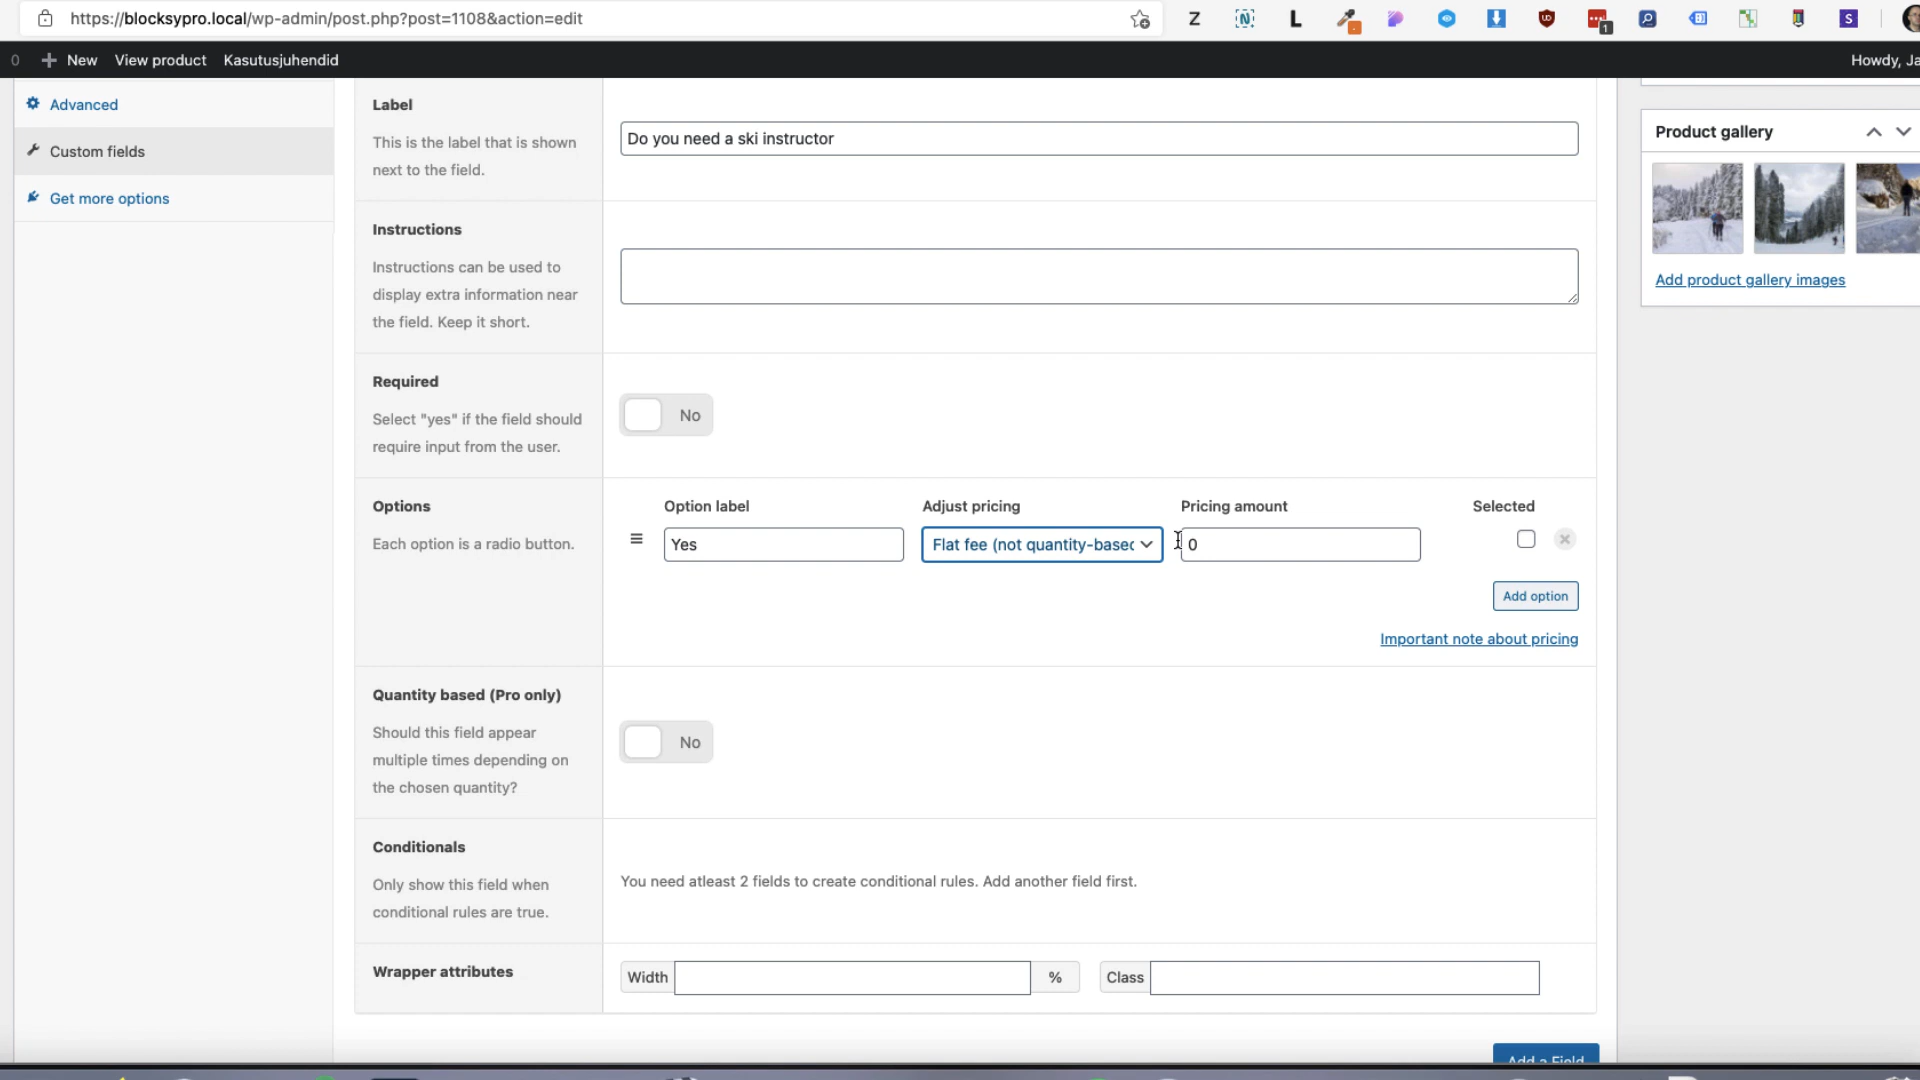 https://blocksypro.local/wp-admin/post.php?post=1108&action=edit
Z
N
L
1
S
0
+ New
View product
Kasutusjuhendid
Howdy, Ja
Advanced
Custom fields
Get more options
Label
This is the label that is shown
next to the field.
Do you need a ski instructor
Instructions
Instructions can be used to
display extra information near
the field. Keep it short.
Required
Select "yes" if the field should
require input from the user.
No
Options
Each option is a radio button.
Option label
Adjust pricing
Pricing amount
Selected
Yes
Flat fee (not quantity-based
0
Add option
Important note about pricing
Quantity based (Pro only)
Should this field appear
multiple times depending on
the chosen quantity?
No
Conditionals
Only show this field when
conditional rules are true.
You need atleast 2 fields to create conditional rules. Add another field first.
Wrapper attributes
Width
%
Class
Add a Field
Product gallery
Add product gallery images